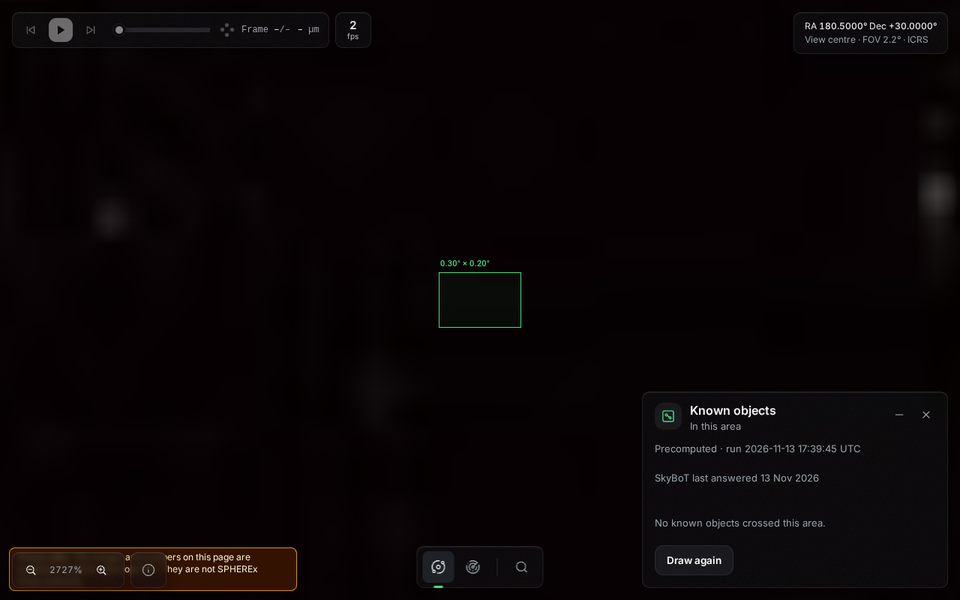 Frame –/– – µm
2
fps
RA 180.5000° Dec +30.0000°
View centre · FOV 2.2° · ICRS
0.30° × 0.20°
Known objects
In this area
Precomputed · run 2026-11-13 17:39:45 UTC
SkyBoT last answered 13 Nov 2026
No known objects crossed this area.
Draw again
on this page are
they are not SPHEREx
2727%